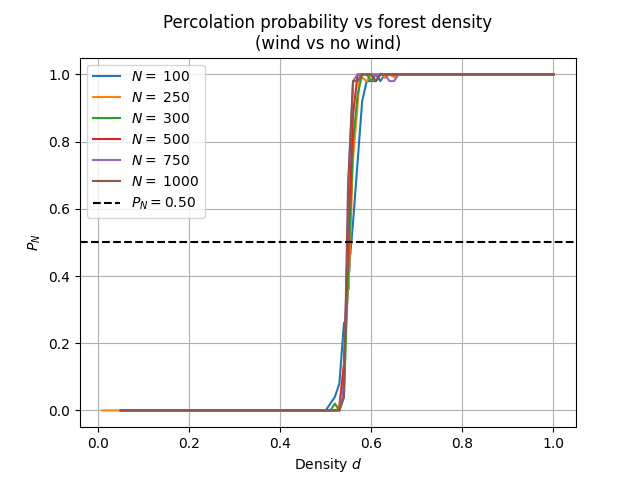 Percolation probability vs forest density
(wind vs no wind)
N = 100
N = 250
N = 300
N = 500
N = 750
N = 1000
P_N = 0.50
1.0
0.8
0.6
0.4
0.2
0.0
P_N
0.0 0.2 0.4 0.6 0.8 1.0
Density d